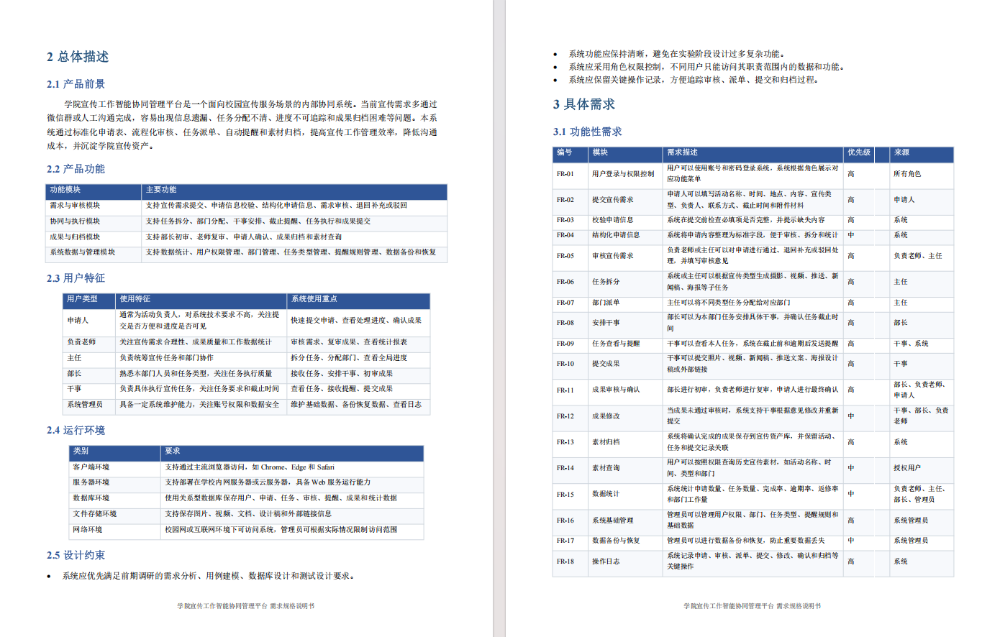 2 总体描述
2.1 产品前景
学院宣传工作智能协同管理平台是一个面向校园宣传服务场景的内部协同系统。当前宣传需求多通过
微信群或人工沟通完成，容易出现信息遗漏、任务分配不清、进度不可追踪和成果归档困难等问题。本系
统通过标准化申请表、流程化审核、任务派单、自动提醒和素材归档，提高宣传工作管理效率，降低沟通
成本，并沉淀学院宣传资产。
2.2 产品功能
功能模块 主要功能
需求与审核模块 支持宣传需求提交、申请信息校验、结构化申请信息、需求审核、退回补充或驳回
协同与执行模块 支持任务拆分、部门分配、干事安排、截止提醒、任务执行和成果提交
成果与归档模块 支持部长初审、老师复审、申请人确认、成果归档和素材查询
系统数据与管理模块 支持数据统计、用户权限管理、部门管理、任务类型管理、提醒规则管理、数据备份和恢复
2.3 用户特征
用户类型 使用特征 系统使用重点
申请人 通常为活动负责人，对系统技术要求不高，关注提 快速提交申请、查看处理进度、确认成果
交是否方便和进度是否可见
负责老师 关注宣传需求合理性、成果质量和工作数据统计 审核需求、复审成果、查看统计报表
主任 负责统筹宣传任务和部门协作 拆分任务、分配部门、查看全局进度
部长 熟悉本部门人员和任务类型，关注任务执行质量 接收任务、安排干事、初审成果
干事 负责具体执行宣传任务，关注任务要求和截止时间 查看任务、接收提醒、提交成果
系统管理员 具备一定系统维护能力，关注账号权限和数据安全 维护基础数据、备份恢复数据、查看日志
2.4 运行环境
类别 要求
客户端环境 支持通过主流浏览器访问，如 Chrome、Edge 和 Safari
服务器环境 支持部署在学校内网服务器或云服务器，具备 Web 服务运行能力
数据库环境 使用关系型数据库保存用户、申请、任务、审核、提醒、成果和统计数据
文件存储环境 支持保存图片、视频、文档、设计稿和外部链接信息
网络环境 校园网或互联网环境下可访问系统，管理员可根据实际情况限制访问范围
2.5 设计约束
• 系统应优先满足前期调研的需求分析、用例建模、数据库设计和测试设计要求。
学院宣传工作智能协同管理平台 需求规格说明书
• 系统功能应保持清晰，避免在实验阶段设计过多复杂功能。
• 系统应采用角色权限控制，不同用户只能访问其职责范围内的数据和功能。
• 系统应保留关键操作记录，方便追踪审核、派单、提交和归档过程。
3 具体需求
3.1 功能性需求
编号 模块 需求描述 优先级 来源
FR-01 用户登录与权限控制 用户可以使用账号和密码登录系统，系统根据角色展示对 高 所有角色
应功能菜单
FR-02 提交宣传需求 申请人可以填写活动名称、时间、地点、内容、宣传类 高 申请人
型、负责人、联系方式、截止时间和附件材料
FR-03 校验申请信息 系统在提交前检查必填项是否完整，并提示缺失内容 高 系统
FR-04 结构化申请信息 系统将申请内容整理为标准字段，便于审核、拆分和统计 中 系统
FR-05 审核宣传需求 负责老师或主任可以对申请进行通过、退回补充或驳回处 高 负责老师、主任
理，并填写审核意见
FR-06 任务拆分 系统或主任可以根据宣传类型生成摄影、视频、推送、新 高 主任
闻稿、海报等子任务
FR-07 部门派单 主任可以将不同类型任务分配给对应部门 高 主任
FR-08 安排干事 部长可以为本部门任务安排具体干事，并确认任务截止时 高 部长
间
FR-09 任务查看与提醒 干事可以查看本人任务，系统在截止前和逾期后发送提醒 高 干事、系统
FR-10 提交成果 干事可以提交照片、视频、新闻稿、推送文案、海报设计 高 干事
稿或外部链接
FR-11 成果审核与确认 部长进行初审，负责老师进行复审，申请人进行最终确认 高 部长、负责老师、
申请人
FR-12 成果修改 当成果未通过审核时，系统支持干事根据意见修改并重新 中 干事、部长、负责
提交 老师
FR-13 素材归档 系统将确认完成的成果保存到宣传资产库，并保留活动、 高 系统
任务和提交记录关联
FR-14 素材查询 用户可以按照权限查询历史宣传素材，如活动名称、时 中 授权用户
间、类型和部门
FR-15 数据统计 系统统计申请数量、任务数量、完成率、逾期率、返修率 中 负责老师、主任、
和部门工作量 部长、管理员
FR-16 系统基础管理 管理员可以管理用户权限、部门、任务类型、提醒规则和 高 系统管理员
基础数据
FR-17 数据备份与恢复 管理员可以进行数据备份和恢复，防止重要数据丢失 中 系统管理员
FR-18 操作日志 系统记录申请、审核、派单、提交、修改、确认和归档等 高 系统
关键操作
学院宣传工作智能协同管理平台 需求规格说明书